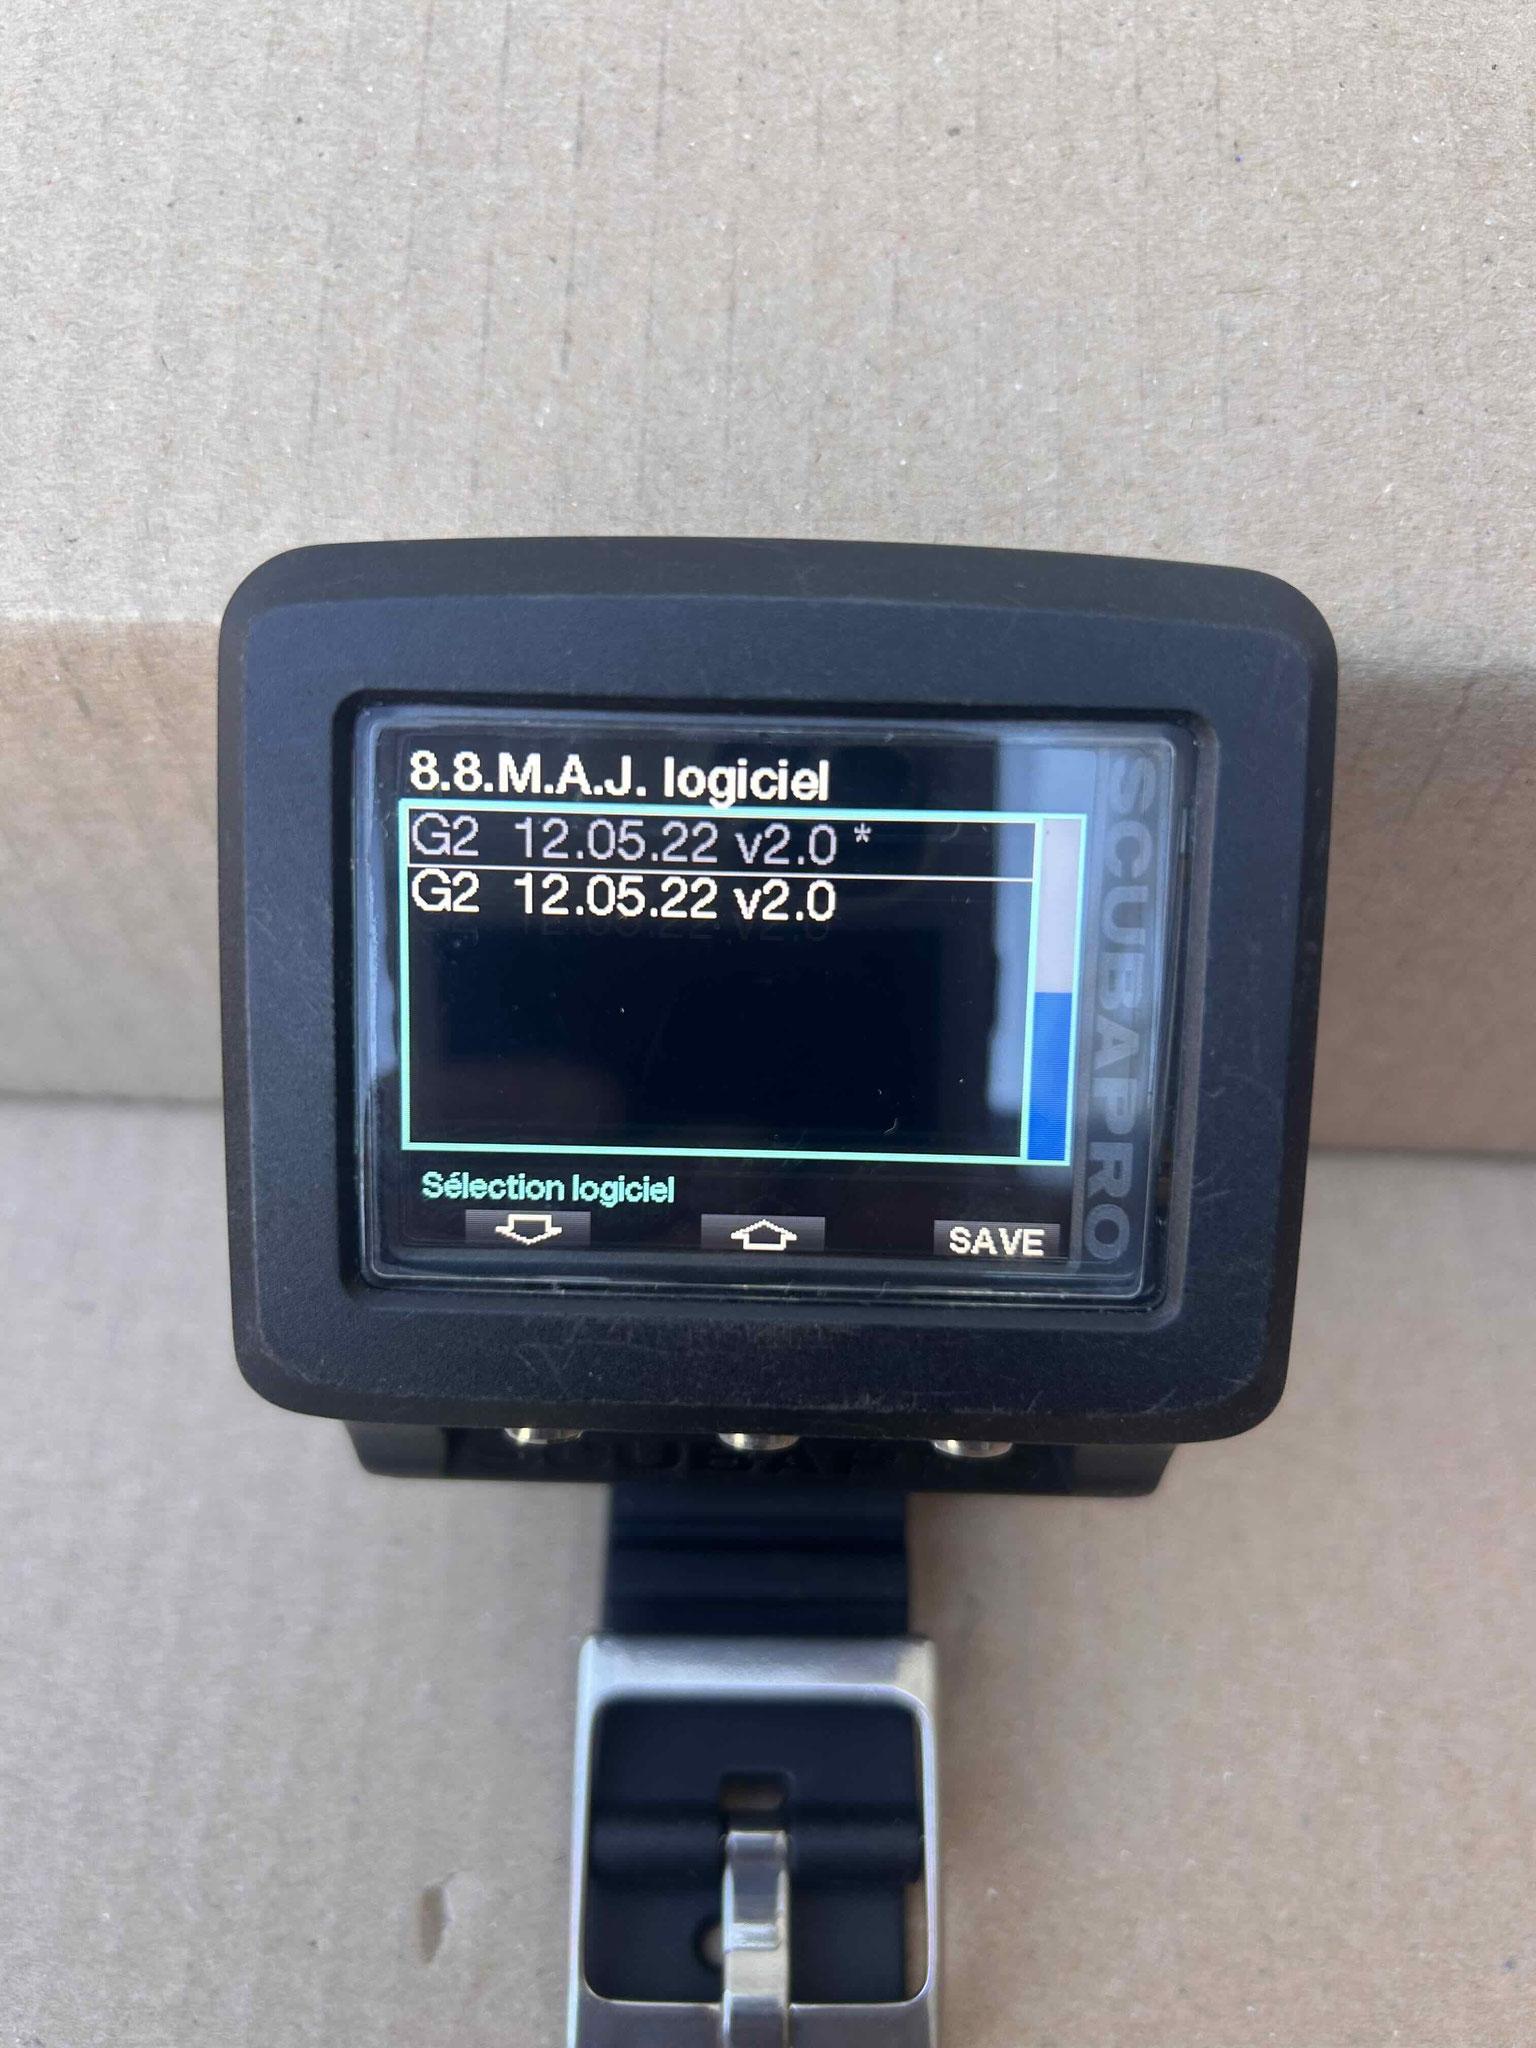 8.8.M.A.J. logiciel
G2 12.05.22 v2.0 *
G2 12.05.22 v2.0
Sélection logiciel
SAVE
SCUBAPRO